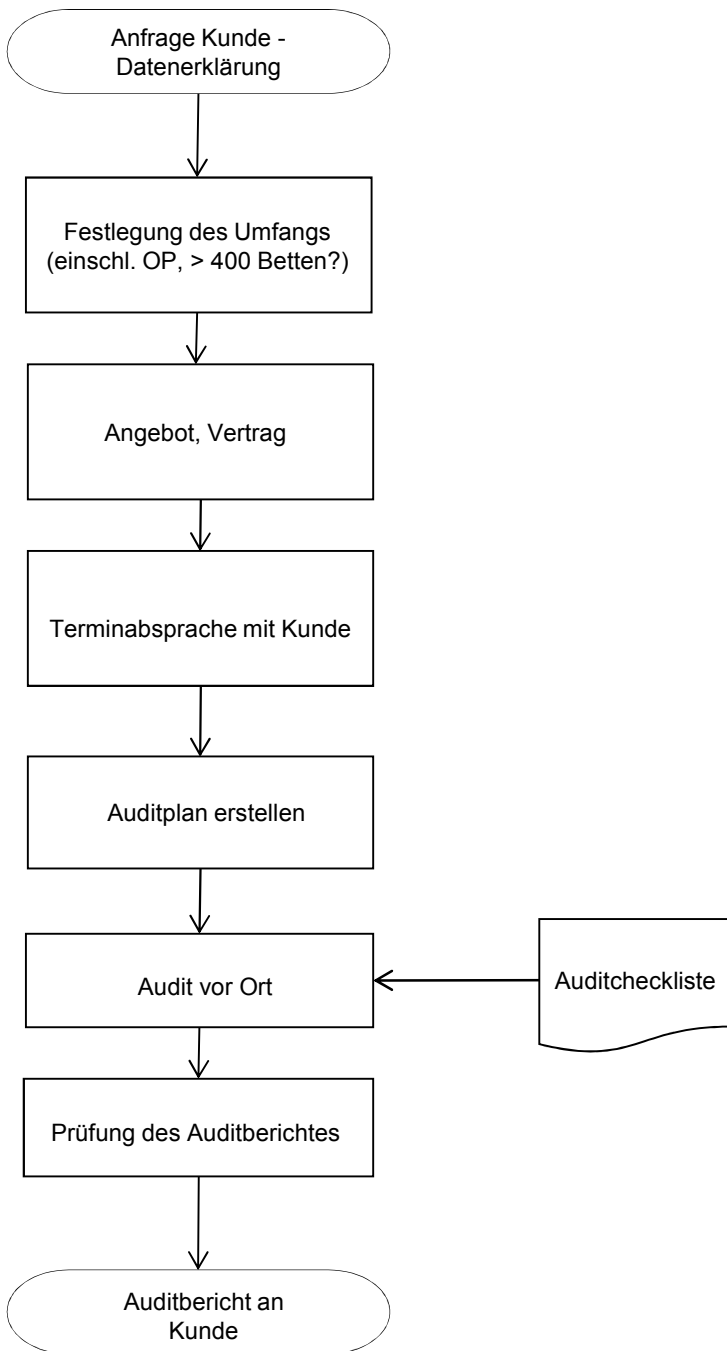 Anfrage Kunde -
Datenerklärung
Festlegung des Umfangs
(einschl. OP, > 400 Betten?)
Angebot, Vertrag
Terminabsprache mit Kunde
Auditplan erstellen
Audit vor Ort
Auditcheckliste
Prüfung des Auditberichtes
Auditbericht an
Kunde